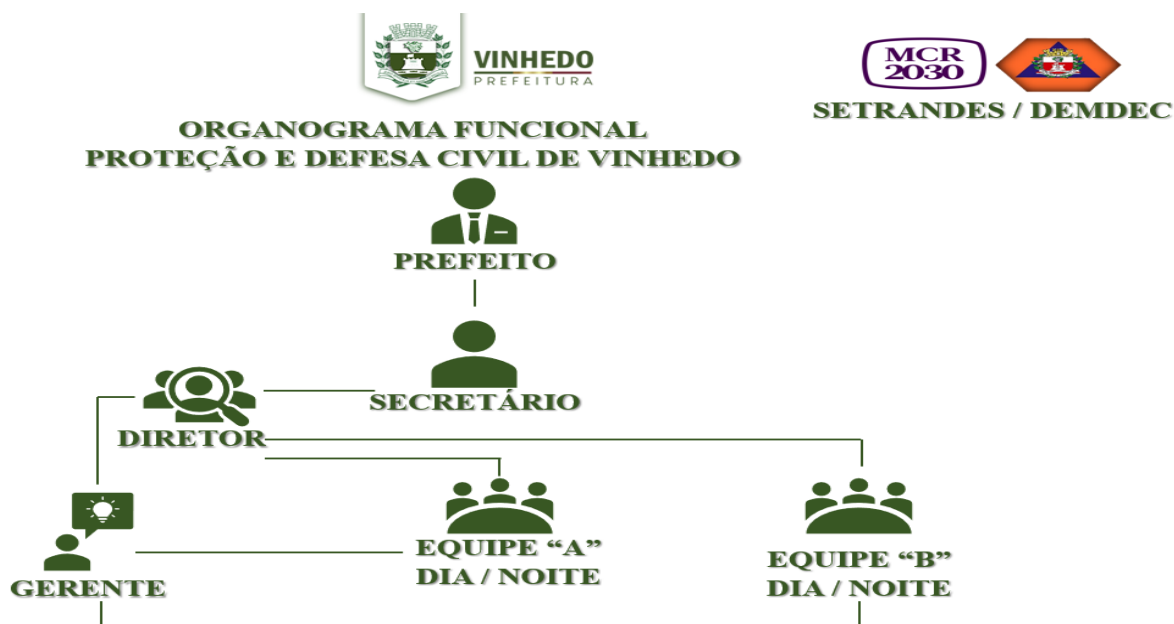 VINHEDO
PREFEITURA
MCR
2030
SETRANDES / DEMDEC
ORGANOGRAMA FUNCIONAL
PROTEÇÃO E DEFESA CIVIL DE VINHEDO
PREFEITO
SECRETÁRIO
DIRETOR
GERENTE
EQUIPE “A”
DIA / NOITE
EQUIPE “B”
DIA / NOITE